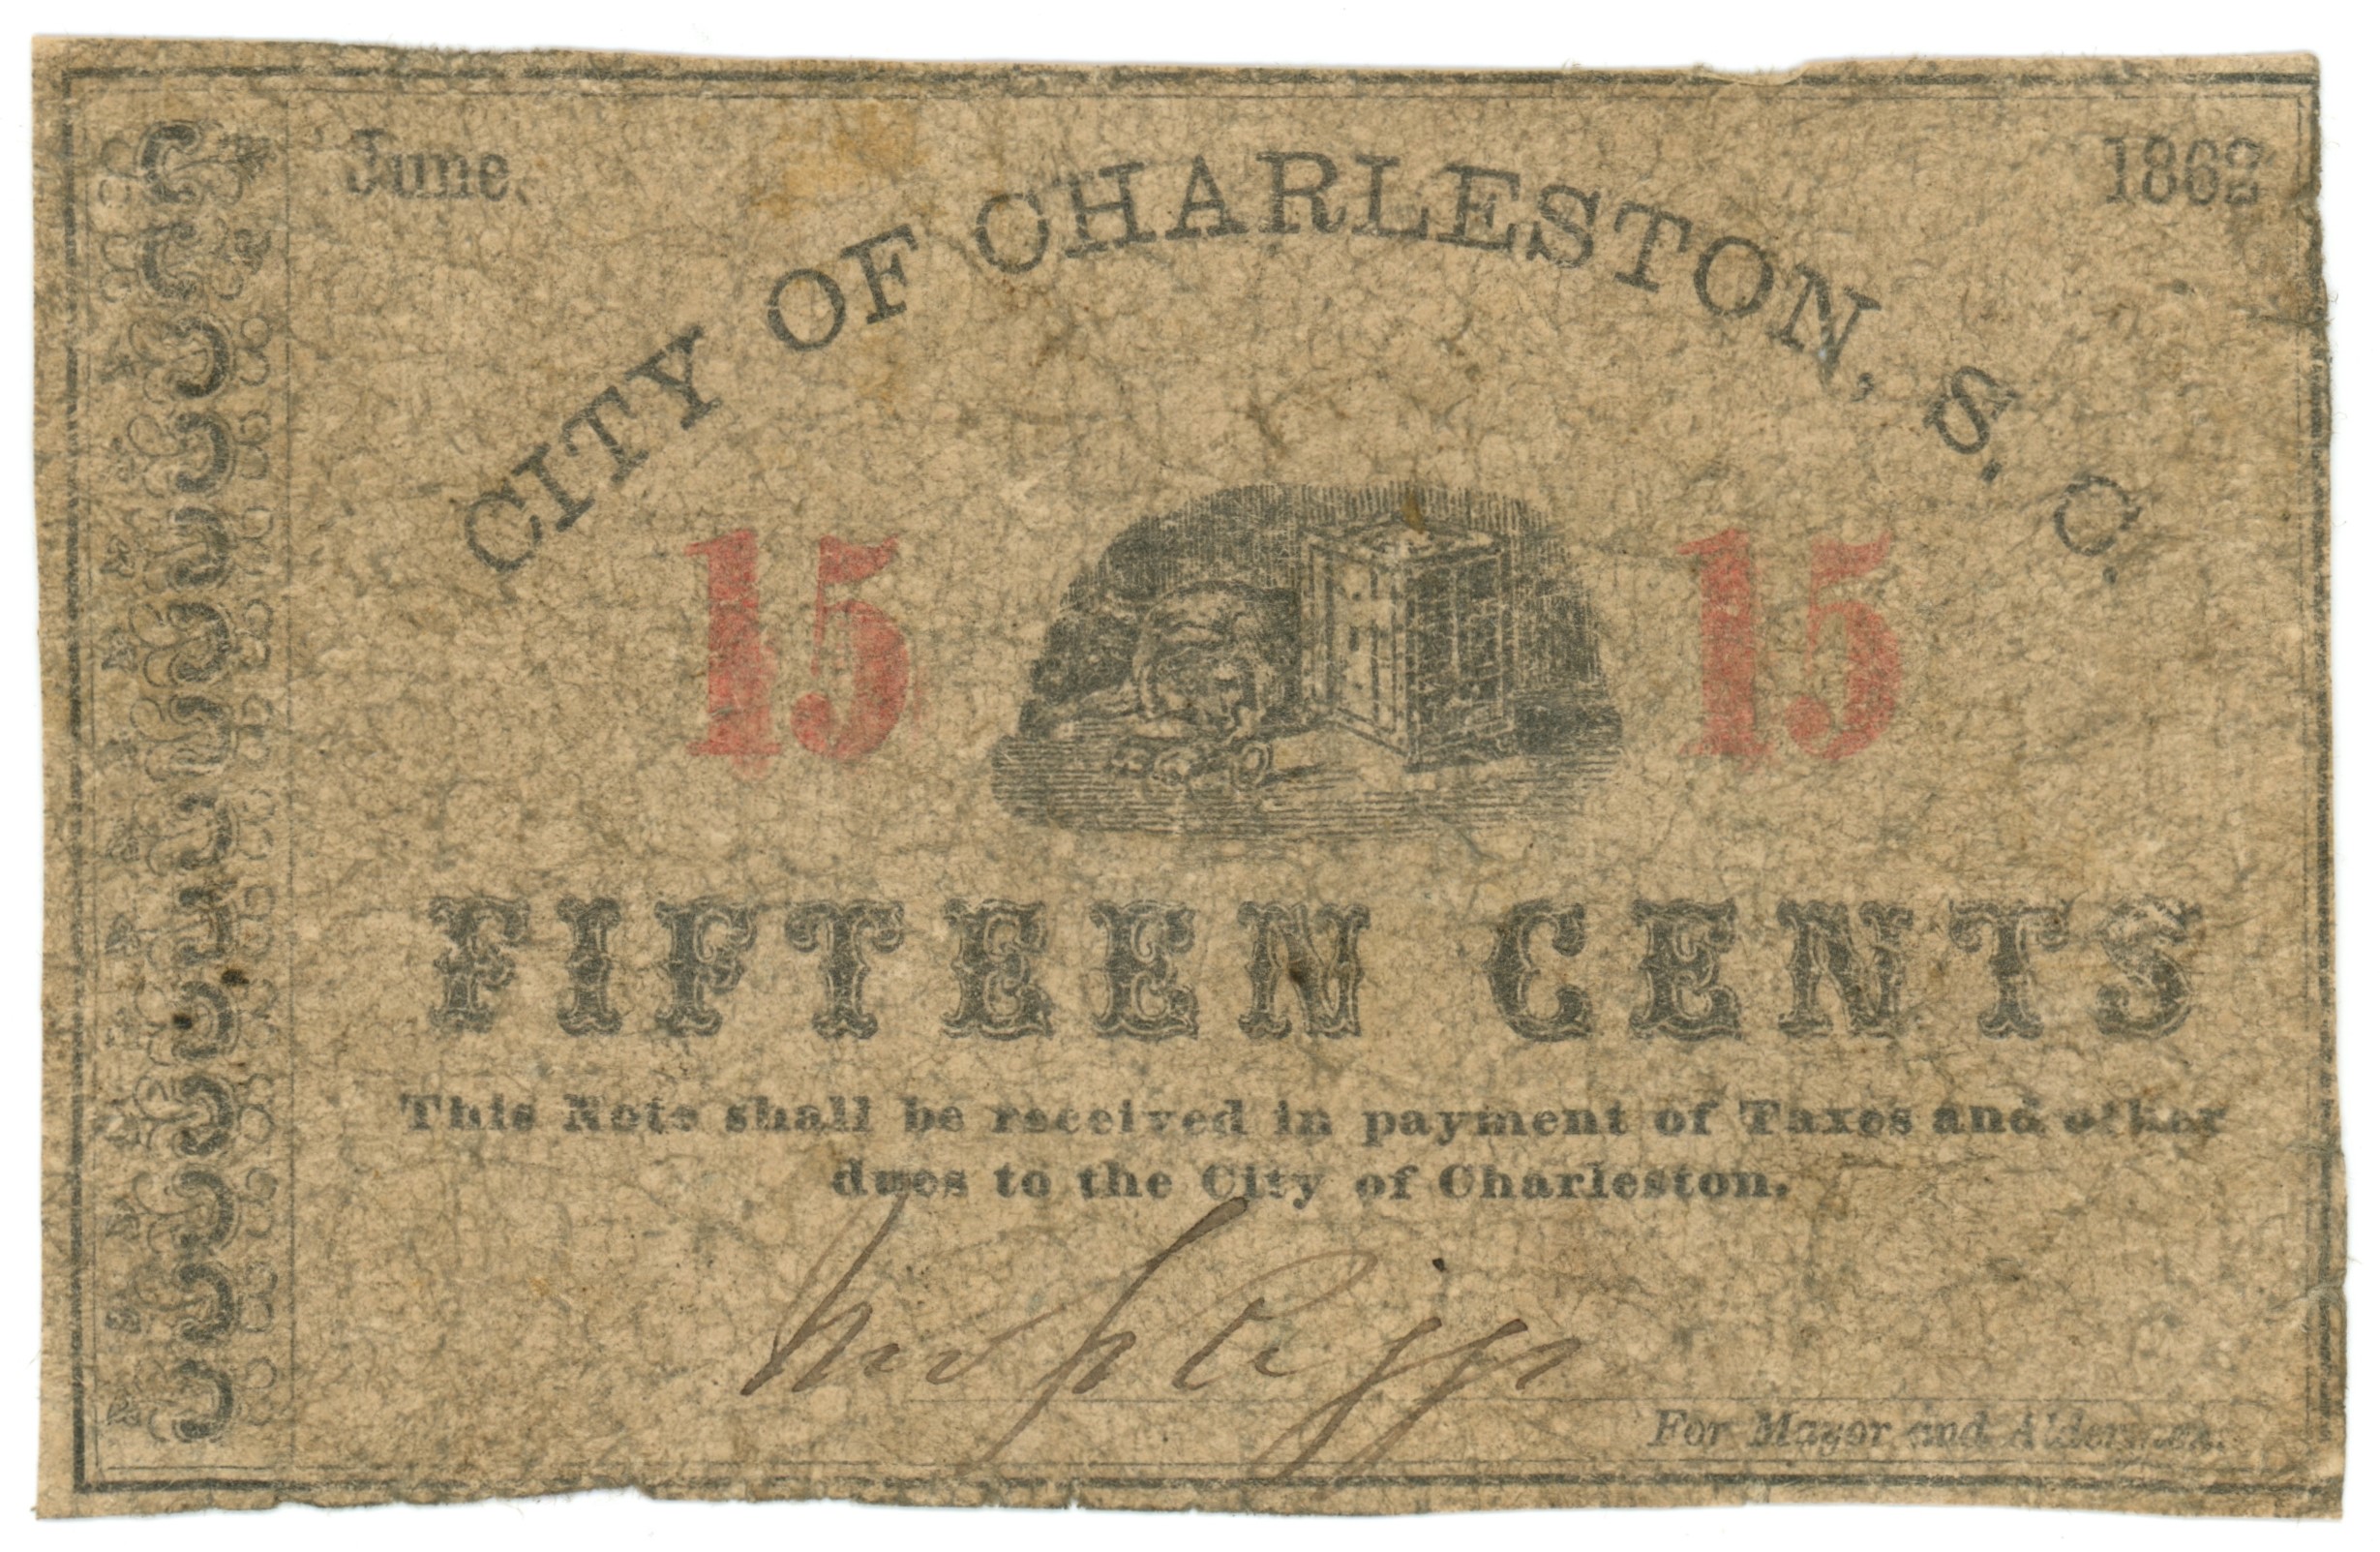 June, 1862
CITY OF CHARLESTON, S. C.
15 15
FIFTEEN CENTS
This Note shall be received in payment of Taxes and other
dues to the City of Charleston.
For Mayor and Aldermen.